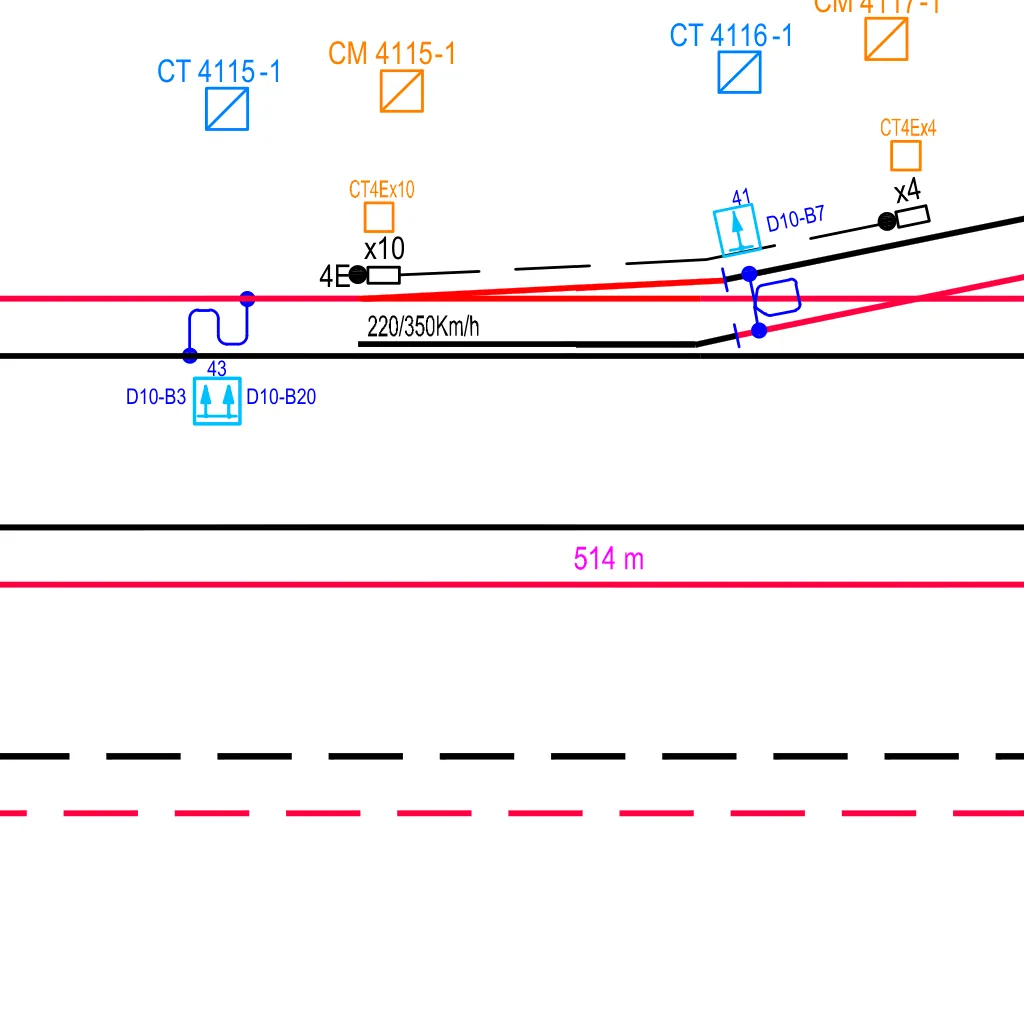 CM 4117-1
CT 4116-1
CM 4115-1
CT 4115-1
CT4Ex4
CT4Ex10
x4
41
D10-B7
x10
4E
220/350Km/h
43
D10-B3
D10-B20
514 m